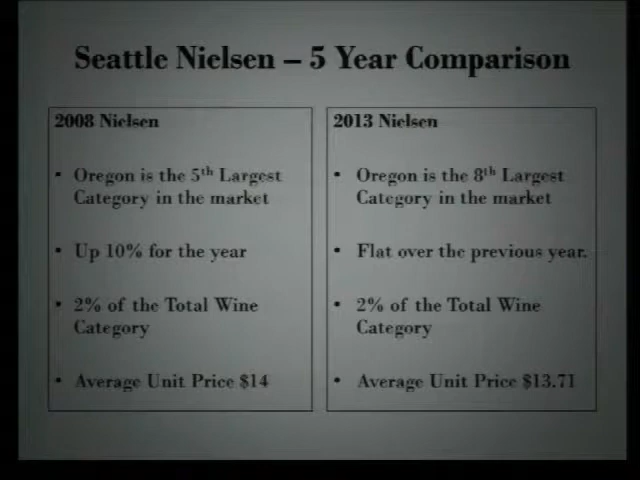 Seattle Nielsen – 5 Year Comparison
2008 Nielsen
• Oregon is the 5th Largest
Category in the market
• Up 10% for the year
• 2% of the Total Wine
Category
• Average Unit Price $14
2013 Nielsen
• Oregon is the 8th Largest
Category in the market
• Flat over the previous year.
• 2% of the Total Wine
Category
• Average Unit Price $13.71